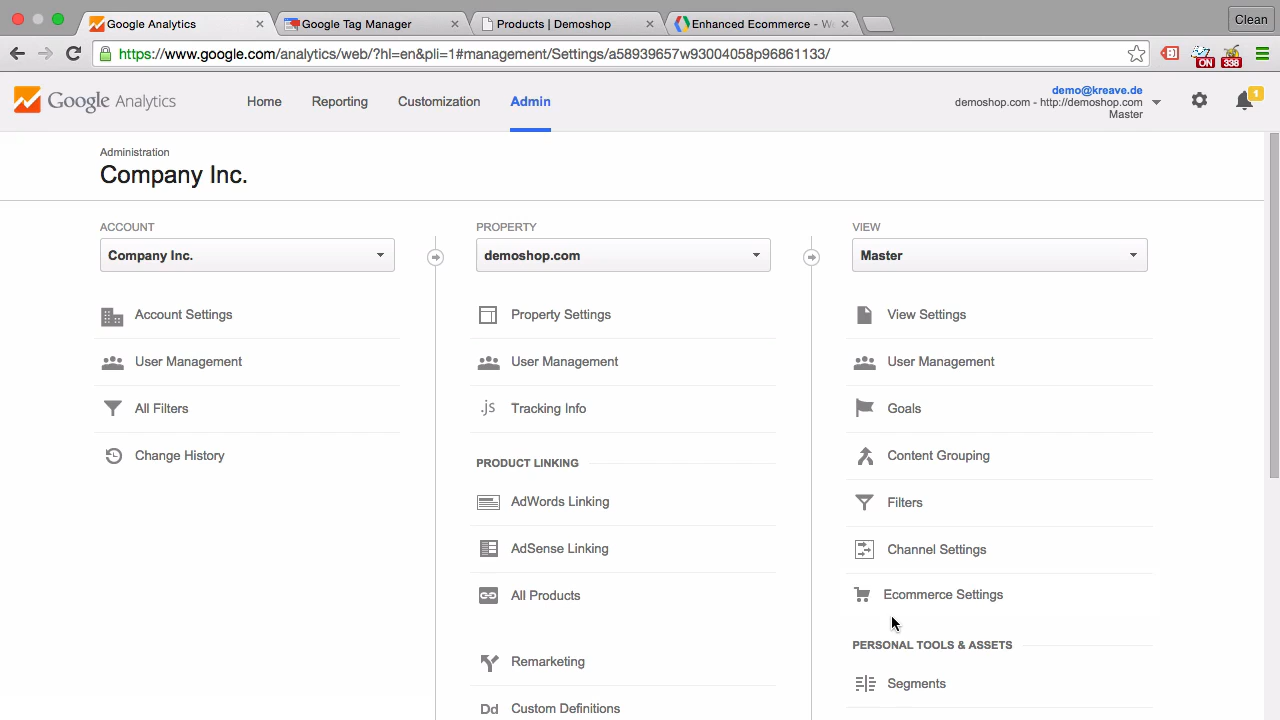 Google Analytics
Google Tag Manager
Products | Demoshop
Enhanced Ecommerce - We
Clean
https://www.google.com/analytics/web/?hl=en&pli=1#management/Settings/a58939657w93004058p96861133/
ON
338
Google Analytics
Home
Reporting
Customization
Admin
demo@kreave.de
demoshop.com - http://demoshop.com
Master
1
Administration
Company Inc.
ACCOUNT
Company Inc.
Account Settings
User Management
All Filters
Change History
PROPERTY
demoshop.com
Property Settings
User Management
.js Tracking Info
PRODUCT LINKING
AdWords Linking
AdSense Linking
All Products
Remarketing
Dd Custom Definitions
VIEW
Master
View Settings
User Management
Goals
Content Grouping
Filters
Channel Settings
Ecommerce Settings
PERSONAL TOOLS & ASSETS
Segments